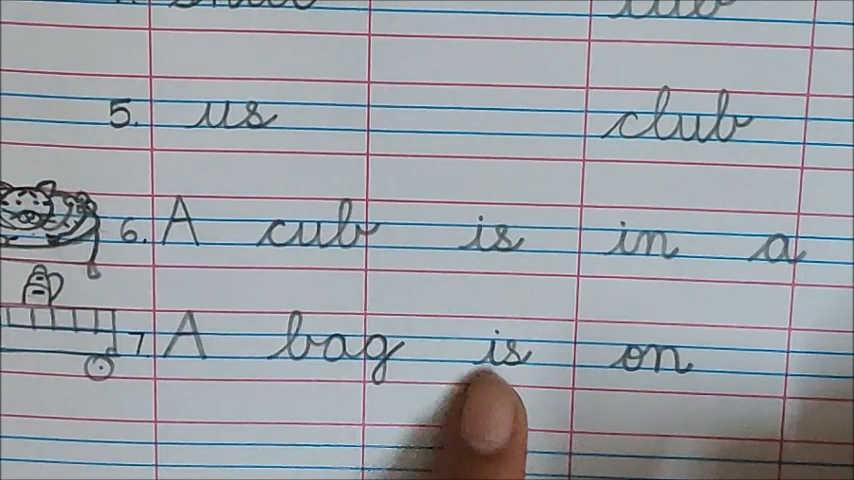 5. us club
6. A cub is in a
7. A bag is on